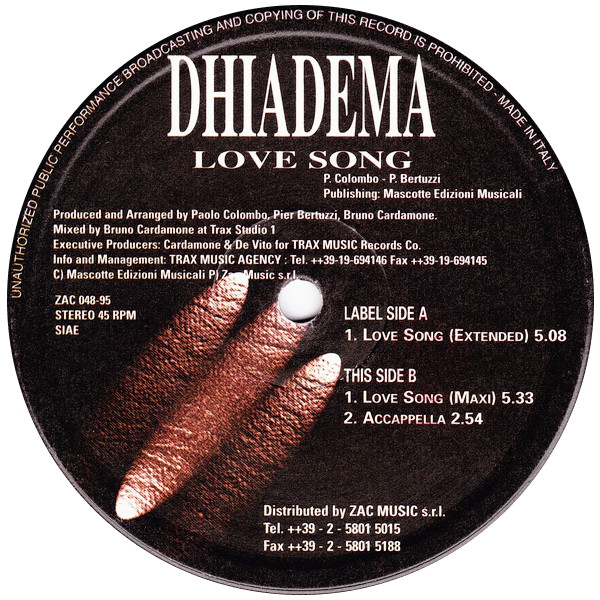 UNAUTHORIZED PUBLIC PERFORMANCE BROADCASTING AND COPYING OF THIS RECORD IS PROHIBITED - MADE IN ITALY
DHIADEMA
LOVE SONG
P. Colombo - P. Bertuzzi
Publishing: Mascotte Edizioni Musicali
Produced and Arranged by Paolo Colombo, Pier Bertuzzi, Bruno Cardamone.
Mixed by Bruno Cardamone at Trax Studio 1
Executive Producers: Cardamone & De Vito for TRAX MUSIC Records Co.
Info and Management: TRAX MUSIC AGENCY : Tel. ++39-19-694146 Fax ++39-19-694145
C) Mascotte Edizioni Musicali P) Zac Music s.r.l.
ZAC 048-95
STEREO 45 RPM
SIAE
LABEL SIDE A
1. LOVE SONG (EXTENDED) 5.08
THIS SIDE B
1. LOVE SONG (MAXI) 5.33
2. ACCAPPELLA 2.54
Distributed by ZAC MUSIC s.r.l.
Tel. ++39 - 2 - 5801 5015
Fax ++39 - 2 - 5801 5188